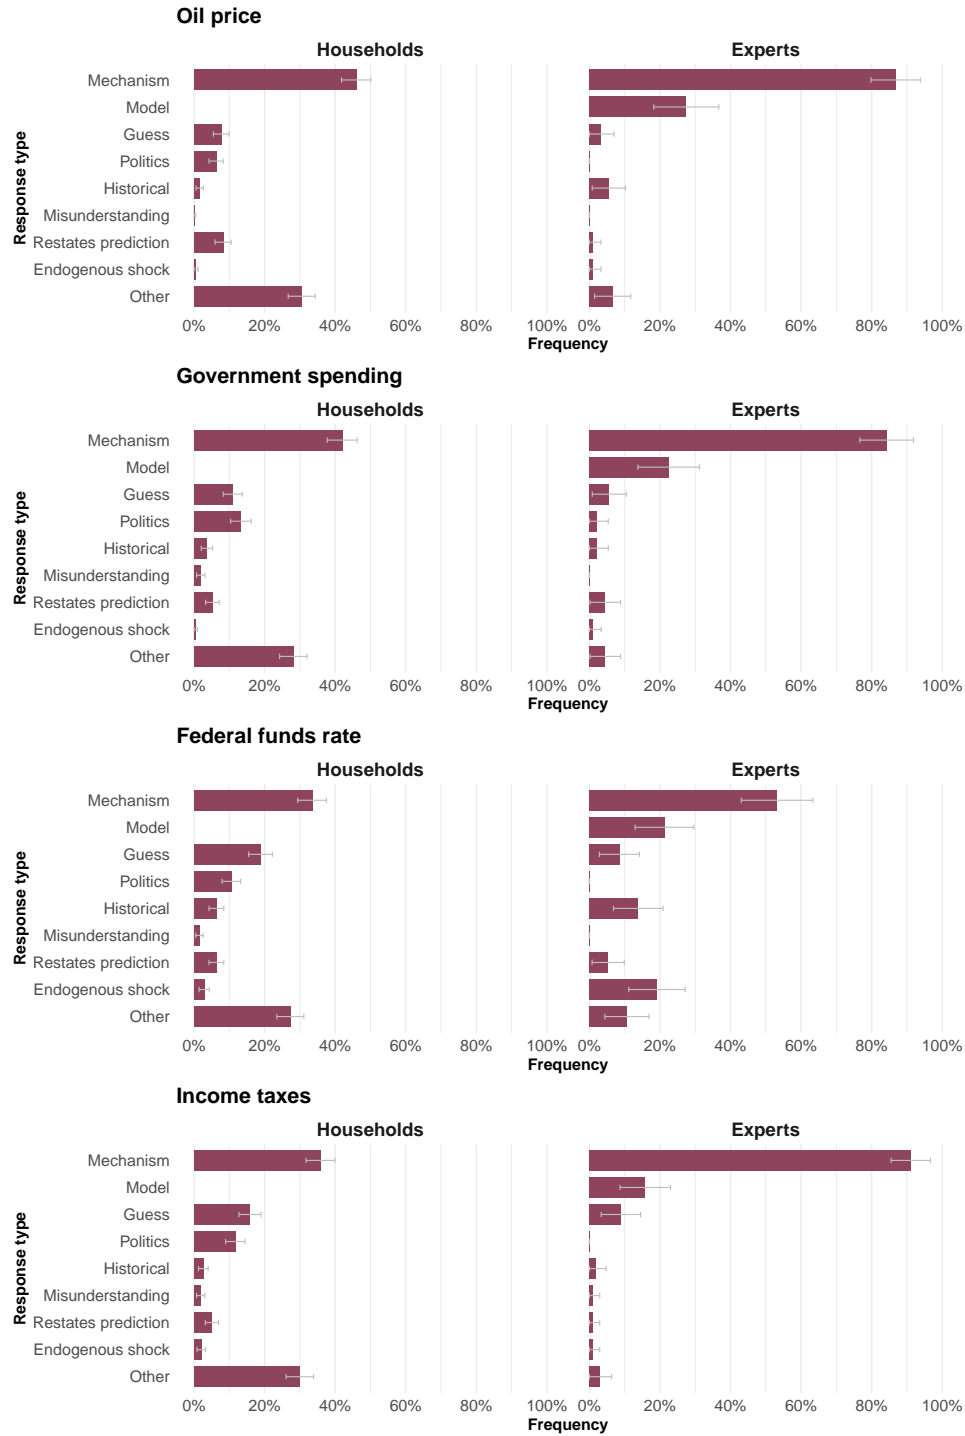 Oil price
Households Experts
Response type
Mechanism
Model
Guess
Politics
Historical
Misunderstanding
Restates prediction
Endogenous shock
Other
0% 20% 40% 60% 80% 100% 0% 20% 40% 60% 80% 100%
Frequency
Government spending
Households Experts
Response type
Mechanism
Model
Guess
Politics
Historical
Misunderstanding
Restates prediction
Endogenous shock
Other
0% 20% 40% 60% 80% 100% 0% 20% 40% 60% 80% 100%
Frequency
Federal funds rate
Households Experts
Response type
Mechanism
Model
Guess
Politics
Historical
Misunderstanding
Restates prediction
Endogenous shock
Other
0% 20% 40% 60% 80% 100% 0% 20% 40% 60% 80% 100%
Frequency
Income taxes
Households Experts
Response type
Mechanism
Model
Guess
Politics
Historical
Misunderstanding
Restates prediction
Endogenous shock
Other
0% 20% 40% 60% 80% 100% 0% 20% 40% 60% 80% 100%
Frequency